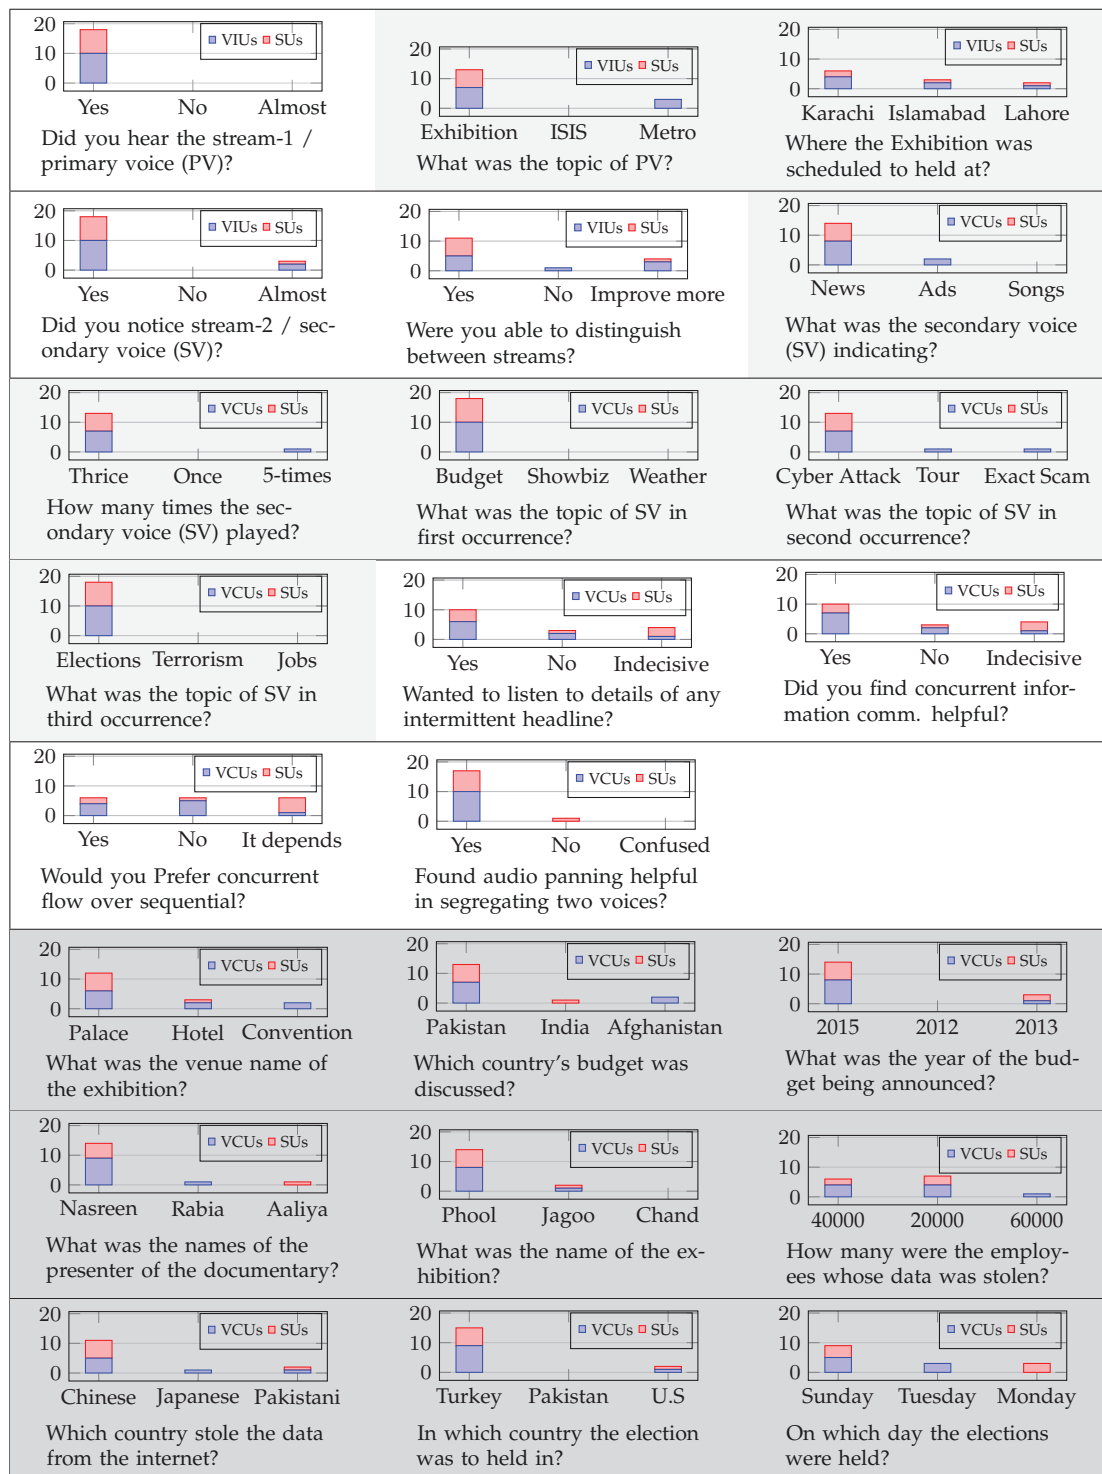 20
10
0
VIUs SUs
Yes No Almost
Did you hear the stream-1 /
primary voice (PV)?
20
10
0
VIUs SUs
Exhibition ISIS Metro
What was the topic of PV?
20
10
0
VIUs SUs
Karachi Islamabad Lahore
Where the Exhibition was
scheduled to held at?
20
10
0
VIUs SUs
Yes No Almost
Did you notice stream-2 / sec-
ondary voice (SV)?
20
10
0
VIUs SUs
Yes No Improve more
Were you able to distinguish
between streams?
20
10
0
VCUs SUs
News Ads Songs
What was the secondary voice
(SV) indicating?
20
10
0
VCUs SUs
Thrice Once 5-times
How many times the sec-
ondary voice (SV) played?
20
10
0
VCUs SUs
Budget Showbiz Weather
What was the topic of SV in
first occurrence?
20
10
0
VCUs SUs
Cyber Attack Tour Exact Scam
What was the topic of SV in
second occurrence?
20
10
0
VCUs SUs
Elections Terrorism Jobs
What was the topic of SV in
third occurrence?
20
10
0
VCUs SUs
Yes No Indecisive
Wanted to listen to details of any
intermittent headline?
20
10
0
VCUs SUs
Yes No Indecisive
Did you find concurrent infor-
mation comm. helpful?
20
10
0
VCUs SUs
Yes No It depends
Would you Prefer concurrent
flow over sequential?
20
10
0
VCUs SUs
Yes No Confused
Found audio panning helpful
in segregating two voices?
20
10
0
VCUs SUs
Palace Hotel Convention
What was the venue name of
the exhibition?
20
10
0
VCUs SUs
Pakistan India Afghanistan
Which country's budget was
discussed?
20
10
0
VCUs SUs
2015 2012 2013
What was the year of the bud-
get being announced?
20
10
0
VCUs SUs
Nasreen Rabia Aaliya
What was the names of the
presenter of the documentary?
20
10
0
VCUs SUs
Phool Jagoo Chand
What was the name of the ex-
hibition?
20
10
0
VCUs SUs
40000 20000 60000
How many were the employ-
ees whose data was stolen?
20
10
0
VCUs SUs
Chinese Japanese Pakistani
Which country stole the data
from the internet?
20
10
0
VCUs SUs
Turkey Pakistan U.S
In which country the election
was to held in?
20
10
0
VCUs SUs
Sunday Tuesday Monday
On which day the elections
were held?